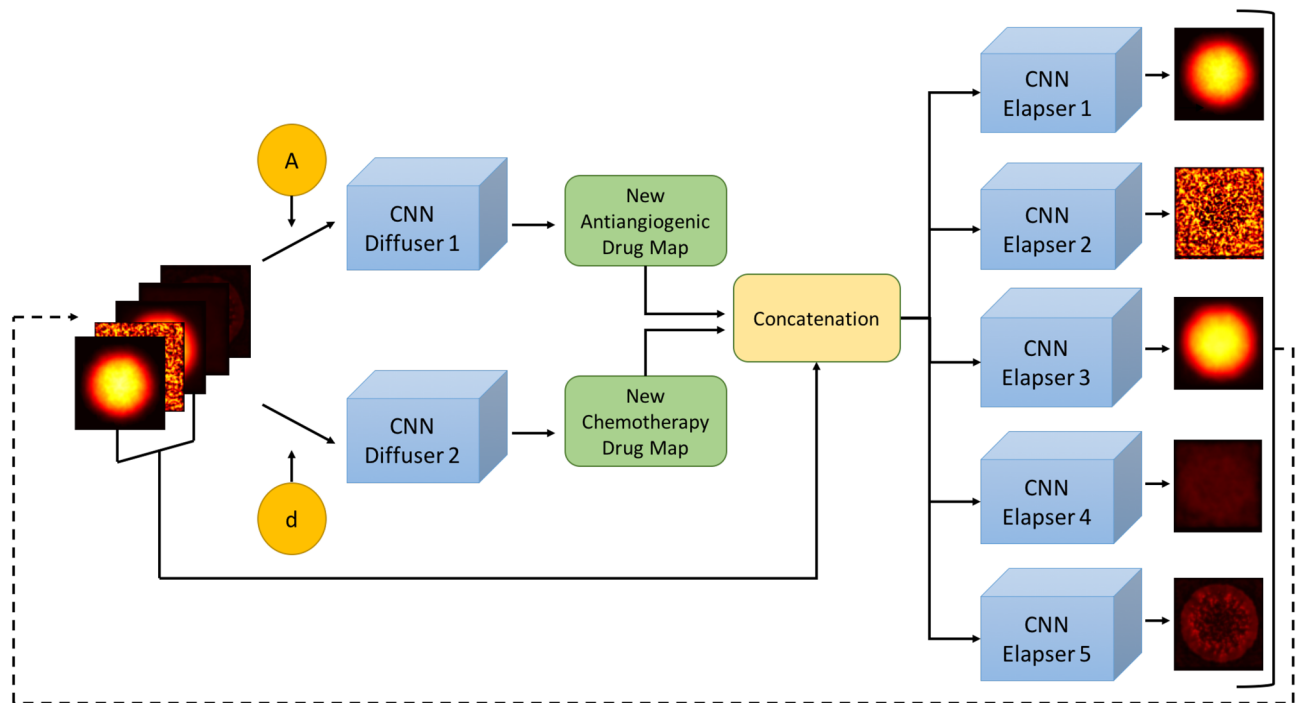 A
CNN
Diffuser 1
New
Antiangiogenic
Drug Map
d
CNN
Diffuser 2
New
Chemotherapy
Drug Map
Concatenation
CNN
Elapser 1
CNN
Elapser 2
CNN
Elapser 3
CNN
Elapser 4
CNN
Elapser 5